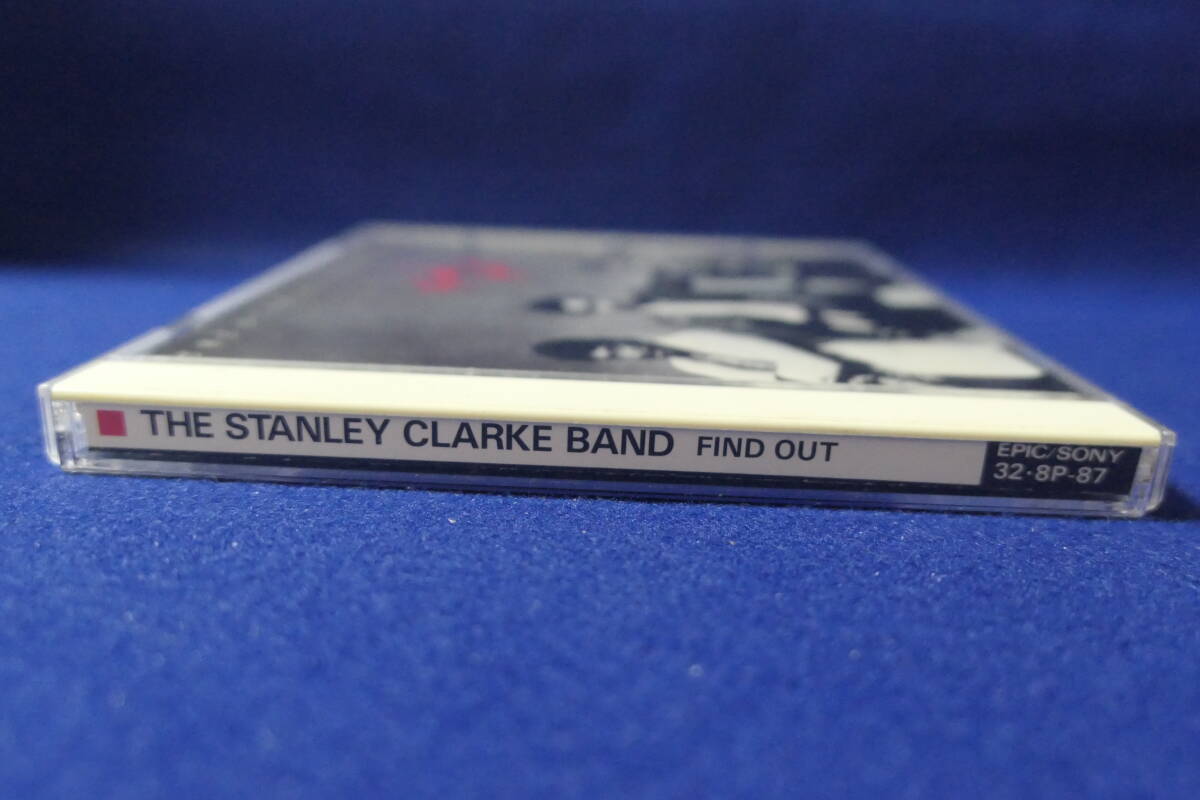 THE STANLEY CLARKE BAND FIND OUT
EPIC/SONY
32·8P-87